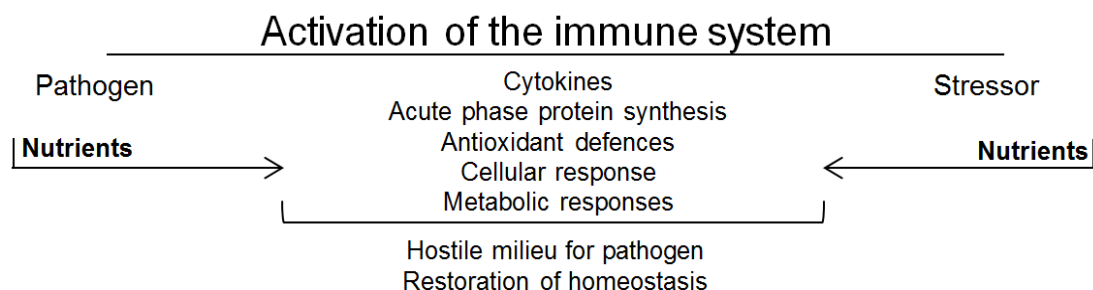 Activation of the immune system
Pathogen
Cytokines
Stressor
Acute phase protein synthesis
Nutrients
Antioxidant defences
Nutrients
Cellular response
Metabolic responses
Hostile milieu for pathogen
Restoration of homeostasis